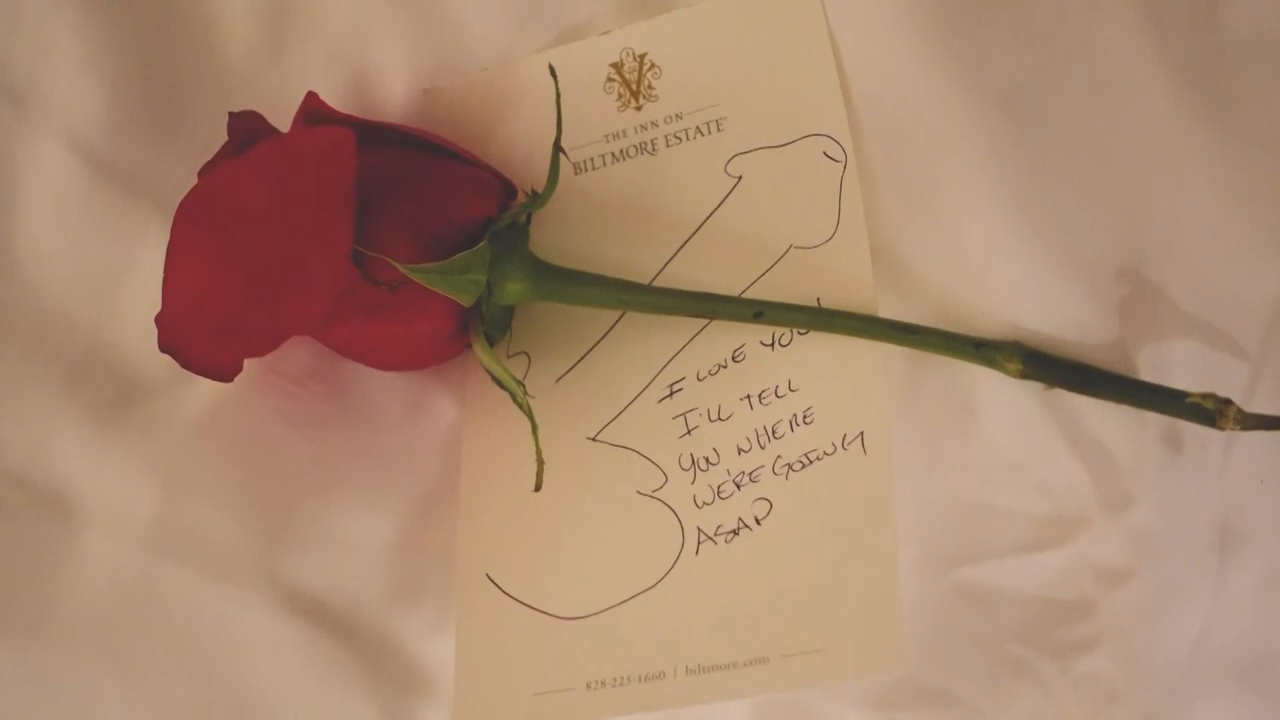 THE INN ON
BILTMORE ESTATE
I LOVE YOU!
I'LL TELL
YOU WHERE
WE'RE GOING
ASAP
828-225-1660 | biltmore.com